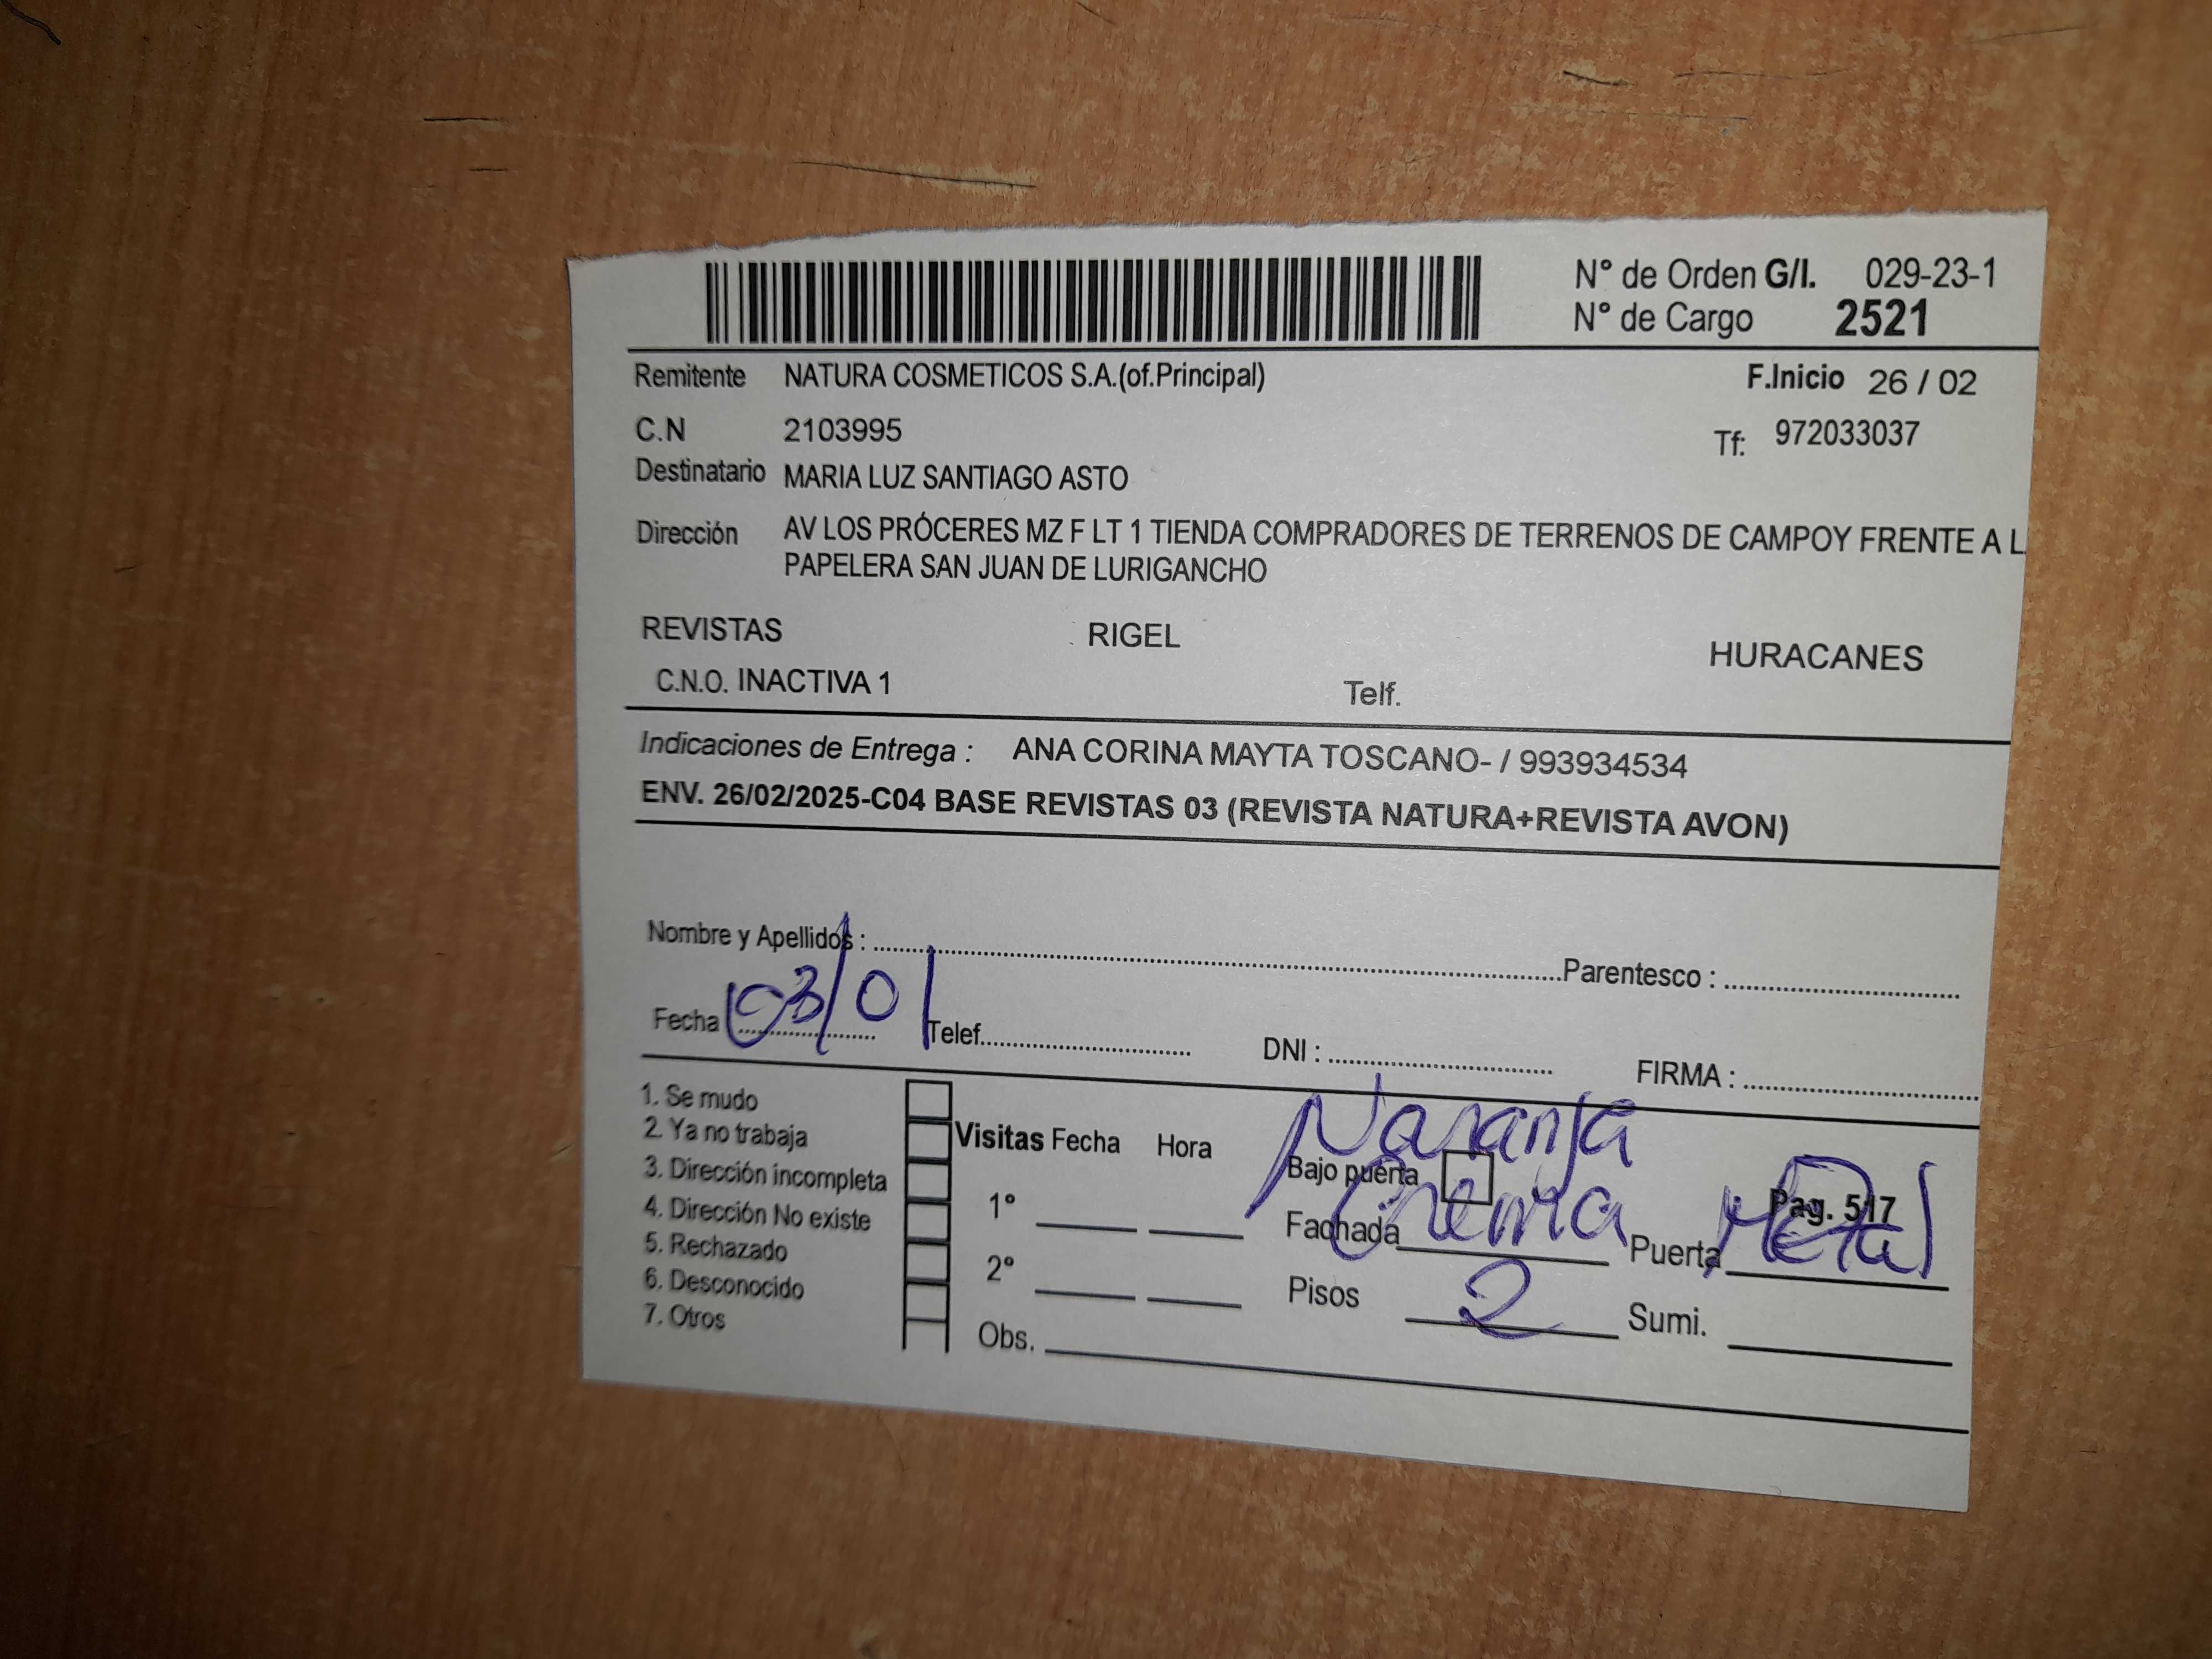 N° de Orden G/I. 029-23-1
N° de Cargo 2521
Remitente NATURA COSMETICOS S.A.(of.Principal) F.Inicio 26 / 02
C.N 2103995 Tf: 972033037
Destinatario MARIA LUZ SANTIAGO ASTO
Dirección AV LOS PRÓCERES MZ F LT 1 TIENDA COMPRADORES DE TERRENOS DE CAMPOY FRENTE A L
PAPELERA SAN JUAN DE LURIGANCHO
REVISTAS RIGEL HURACANES
C.N.O. INACTIVA 1 Telf.
Indicaciones de Entrega : ANA CORINA MAYTA TOSCANO- / 993934534
ENV. 26/02/2025-C04 BASE REVISTAS 03 (REVISTA NATURA+REVISTA AVON)
Nombre y Apellidos : Parentesco :
Fecha 03/01 Telef. DNI : FIRMA :
1. Se mudo
2. Ya no trabaja
3. Dirección incompleta
4. Dirección No existe
5. Rechazado
6. Desconocido
7. Otros
Visitas Fecha Hora
1°
2°
Obs.
Naranja
Bajo puerta Pag. 517
Fachada Crema Puerta Metal
Pisos 2 Sumi.